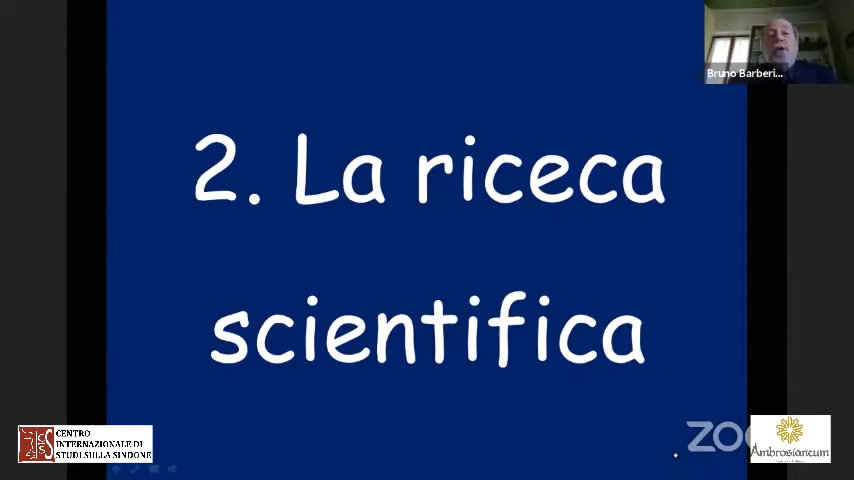 Bruno Barberi...
2. La riceca
scientifica
CENTRO
INTERNAZIONALE DI
STUDI SULLA SINDONE
Ambrosianeum